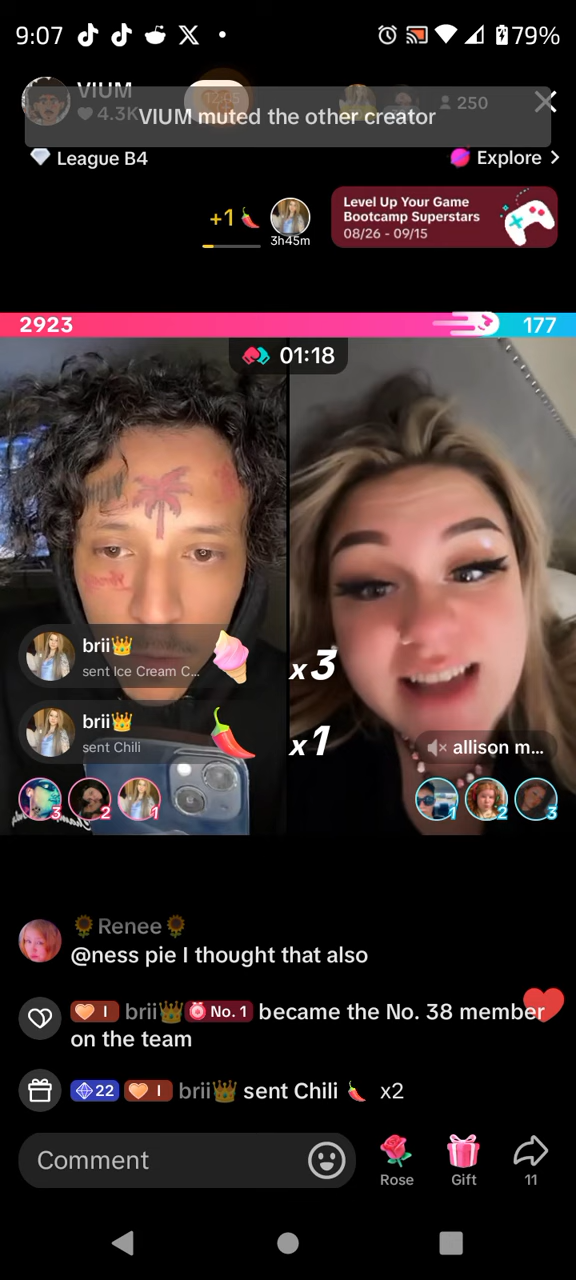 9:07
79%
VIUM
4.3K
250
VIUM muted the other creator
League B4
Explore
+1
3h45m
Level Up Your Game
Bootcamp Superstars
08/26 - 09/15
2923
177
01:18
brii👑
sent Ice Cream C...
x3
brii👑
sent Chili
x1
allison m...
3
2
1
1
2
3
🌻Renee🌻
@ness pie I thought that also
I brii👑 No. 1 became the No. 38 member
on the team
22 I brii👑 sent Chili x2
Comment
Rose
Gift
11